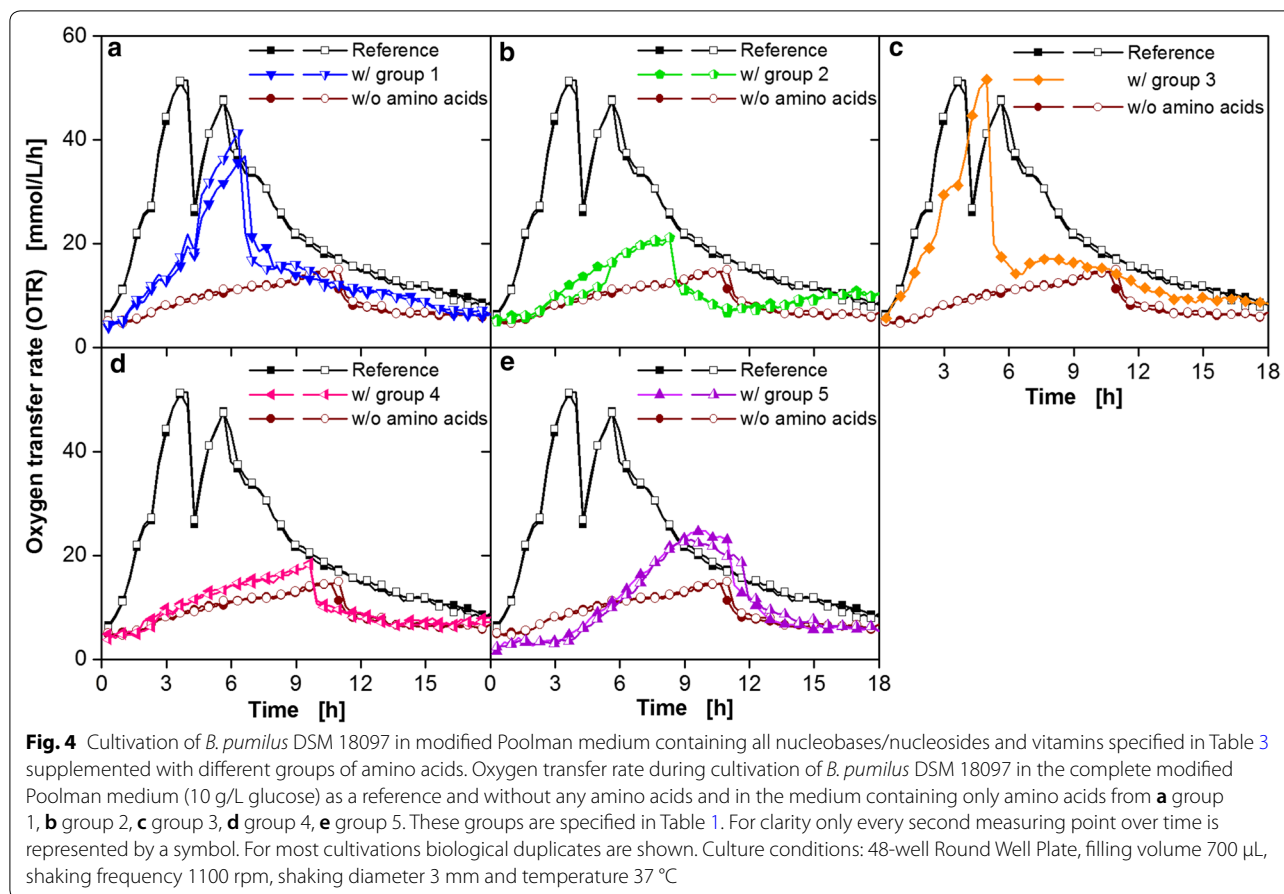 60
40
20
0
40
20
0
Oxygen transfer rate (OTR) [mmol/L/h]
a
Reference
w/ group 1
w/o amino acids
b
Reference
w/ group 2
w/o amino acids
c
Reference
w/ group 3
w/o amino acids
3 6 9 12 15 18
Time [h]
d
Reference
w/ group 4
w/o amino acids
0 3 6 9 12 15
Time [h]
e
Reference
w/ group 5
w/o amino acids
0 3 6 9 12 15 18
Time [h]
Fig. 4 Cultivation of B. pumilus DSM 18097 in modified Poolman medium containing all nucleobases/nucleosides and vitamins specified in Table 3
supplemented with different groups of amino acids. Oxygen transfer rate during cultivation of B. pumilus DSM 18097 in the complete modified
Poolman medium (10 g/L glucose) as a reference and without any amino acids and in the medium containing only amino acids from a group
1, b group 2, c group 3, d group 4, e group 5. These groups are specified in Table 1. For clarity only every second measuring point over time is
represented by a symbol. For most cultivations biological duplicates are shown. Culture conditions: 48-well Round Well Plate, filling volume 700 µL,
shaking frequency 1100 rpm, shaking diameter 3 mm and temperature 37 °C